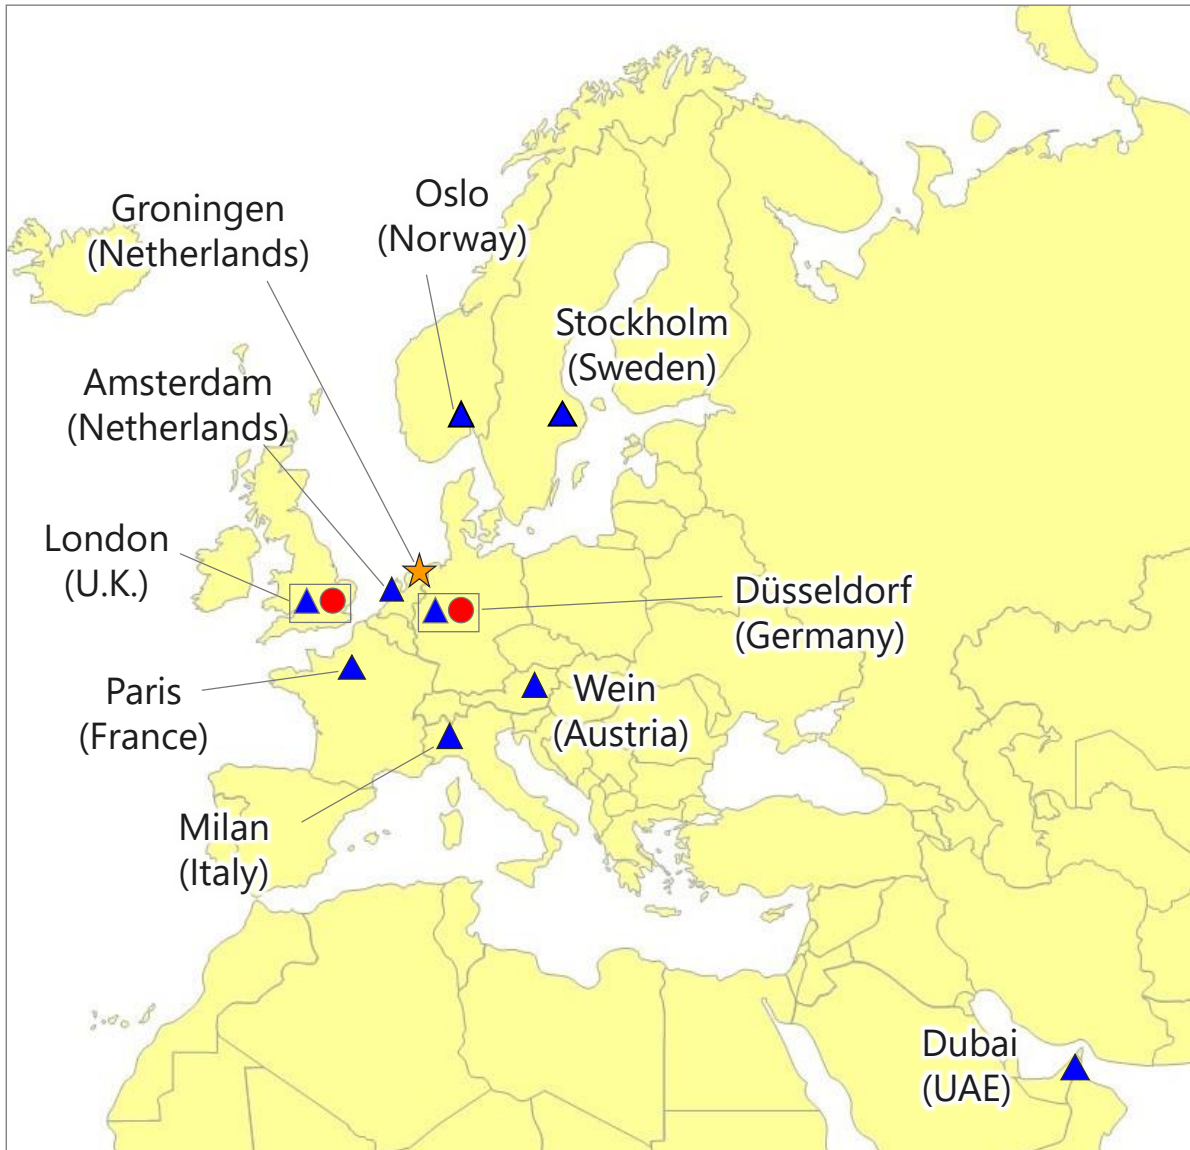 Groningen
(Netherlands)
Oslo
(Norway)
Stockholm
(Sweden)
Amsterdam
(Netherlands)
London
(U.K.)
Düsseldorf
(Germany)
Paris
(France)
Wein
(Austria)
Milan
(Italy)
Dubai
(UAE)